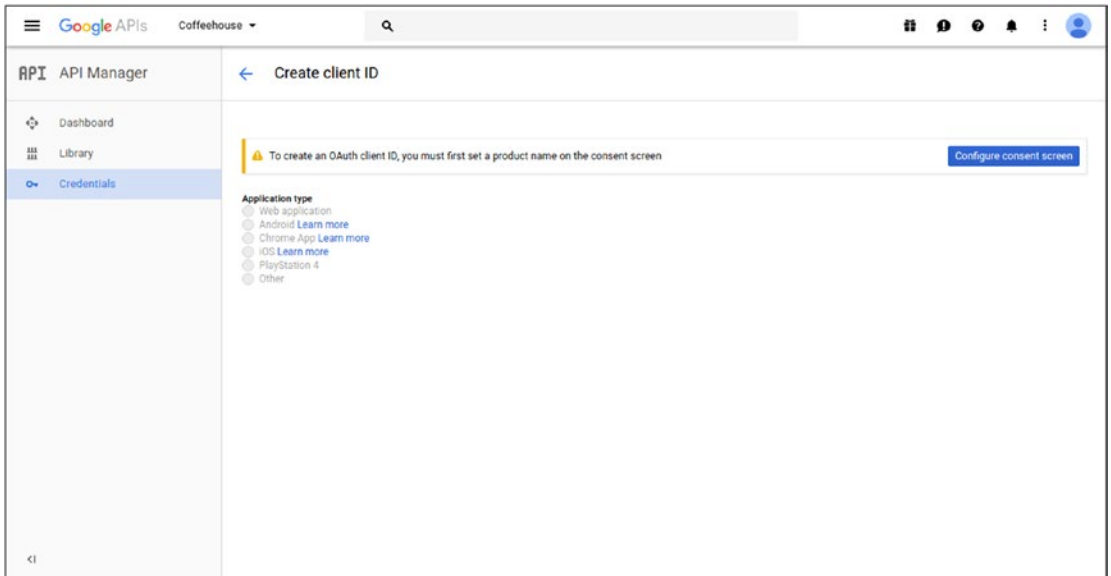 Google APIs Coffeehouse
API API Manager
Create client ID
Dashboard
Library
Credentials
To create an OAuth client ID, you must first set a product name on the consent screen
Configure consent screen
Application type
Web application
Android Learn more
Chrome App Learn more
iOS Learn more
PlayStation 4
Other